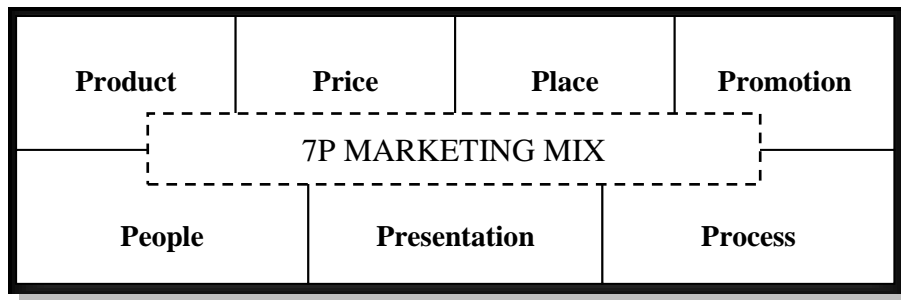 Product Price Place Promotion
7P MARKETING MIX
People Presentation Process